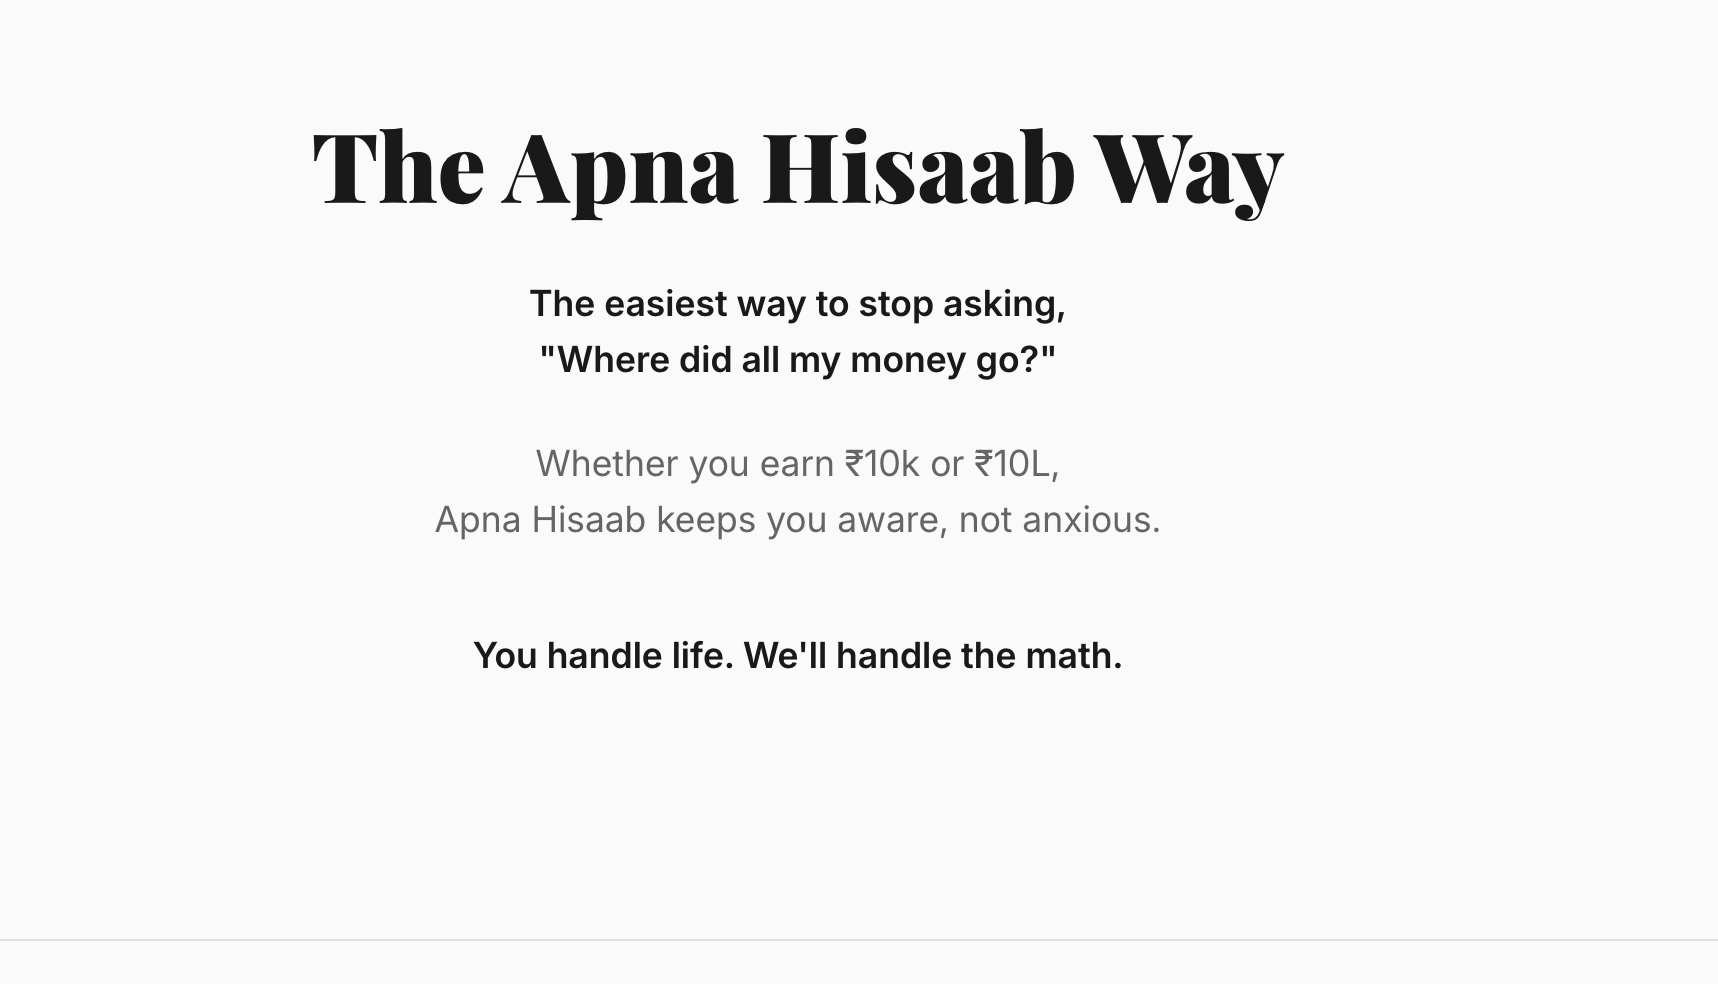 The Apna Hisaab Way
The easiest way to stop asking,
"Where did all my money go?"
Whether you earn ₹10k or ₹10L,
Apna Hisaab keeps you aware, not anxious.
You handle life. We'll handle the math.